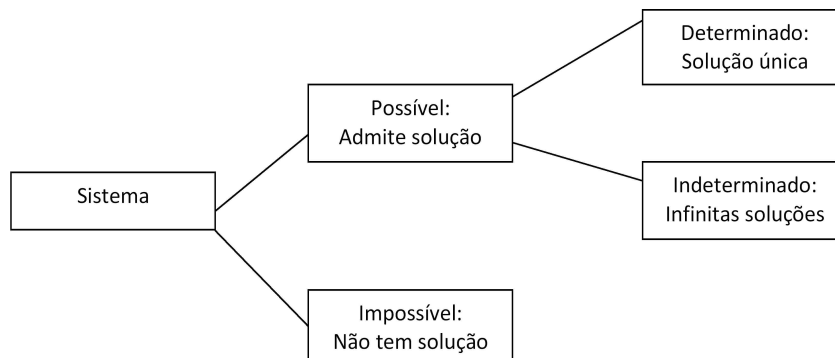 Determinado:
Solução única
Possível:
Admite solução
Sistema
Indeterminado:
Infinitas soluções
Impossível:
Não tem solução